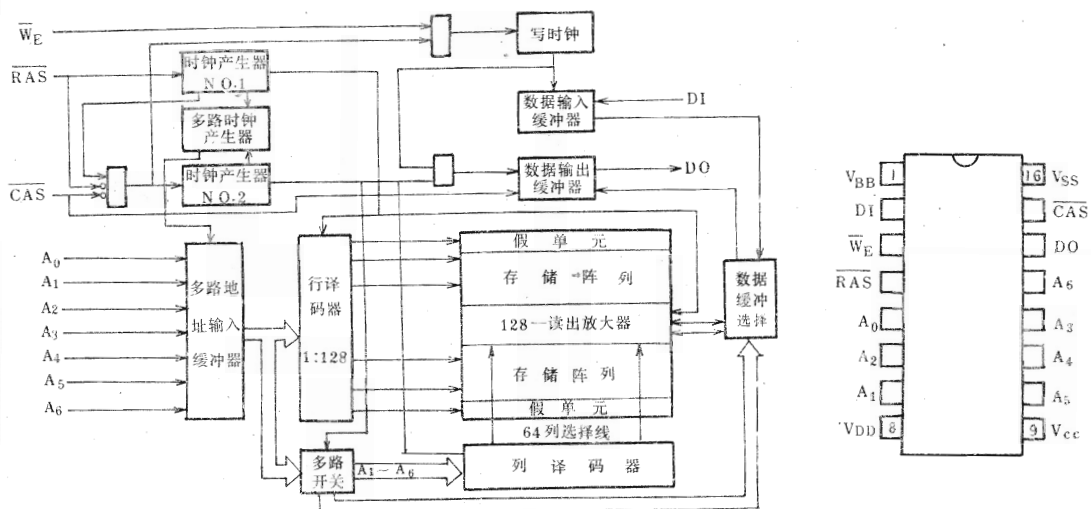 W̅E
写时钟
R̅A̅S̅
时钟产生器
NO.1
多路时钟
产生器
时钟产生器
NO.2
C̅A̅S̅
数据输入
缓冲器
DI
数据输出
缓冲器
DO
A0
A1
A2
A3
A4
A5
A6
多路地
址输入
缓冲器
行译
码器
1:128
假单元
存储阵列
128—读出放大器
存储阵列
假单元
64列选择线
数据
缓冲
选择
多路
开关
A1—A6
列译码器
VBB 1
DI
W̅E
R̅A̅S̅
A0
A2
A1
VDD 8
16 VSS
C̅A̅S̅
DO
A6
A3
A4
A5
9 Vcc